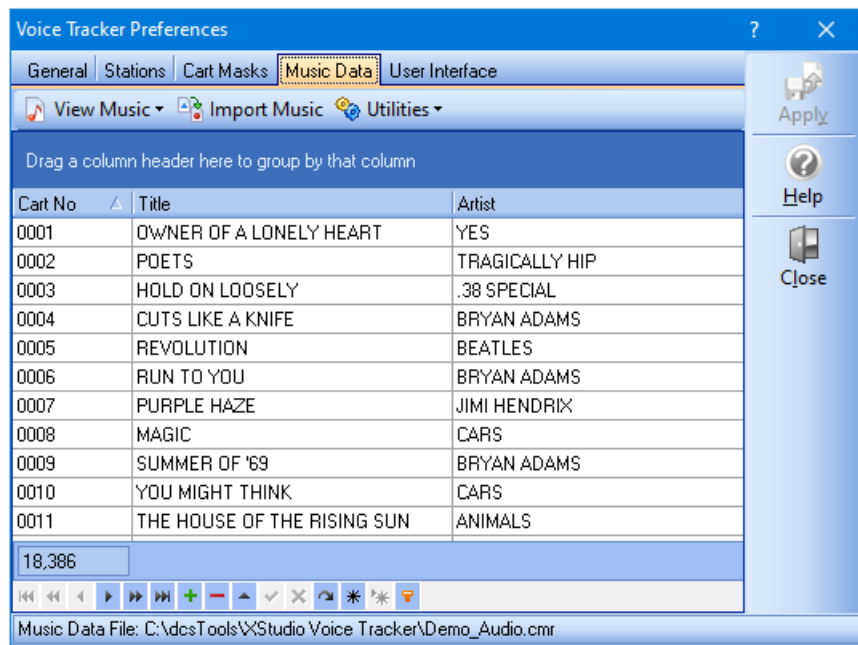 Voice Tracker Preferences
General Stations Cart Masks Music Data User Interface
View Music Import Music Utilities
Apply
Help
Close
Drag a column header here to group by that column
Cart No Title Artist
0001 OWNER OF A LONELY HEART YES
0002 POETS TRAGICALLY HIP
0003 HOLD ON LOOSELY .38 SPECIAL
0004 CUTS LIKE A KNIFE BRYAN ADAMS
0005 REVOLUTION BEATLES
0006 RUN TO YOU BRYAN ADAMS
0007 PURPLE HAZE JIMI HENDRIX
0008 MAGIC CARS
0009 SUMMER OF '69 BRYAN ADAMS
0010 YOU MIGHT THINK CARS
0011 THE HOUSE OF THE RISING SUN ANIMALS
18,386
Music Data File: C:\dcsTools\XStudio Voice Tracker\Demo_Audio.cmr